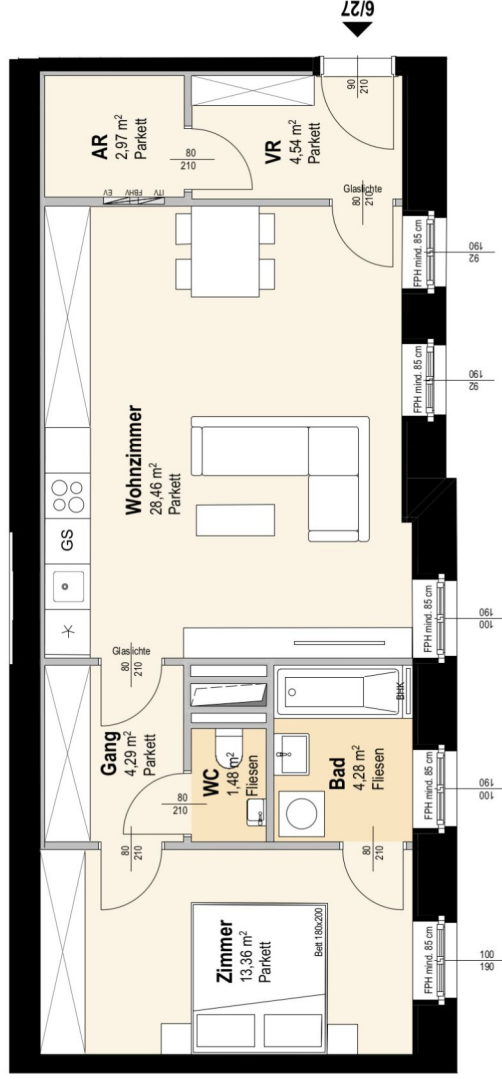 6/27
AR
2,97 m²
Parkett
80
210
VR
4,54 m²
Parkett
90
210
EV
FBHV
ITV
Glaslichte
80
210
FPH mind. 85 cm
190
92
FPH mind. 85 cm
190
92
Wohnzimmer
28,46 m²
Parkett
GS
FPH mind. 85 cm
190
100
Glaslichte
80
210
Gang
4,29 m²
Parkett
80
210
WC
1,48 m²
Fliesen
BHK
Bad
4,28 m²
Fliesen
FPH mind. 85 cm
190
100
80
210
80
210
Zimmer
13,36 m²
Parkett
Bett 180x200
FPH mind. 85 cm
100
190